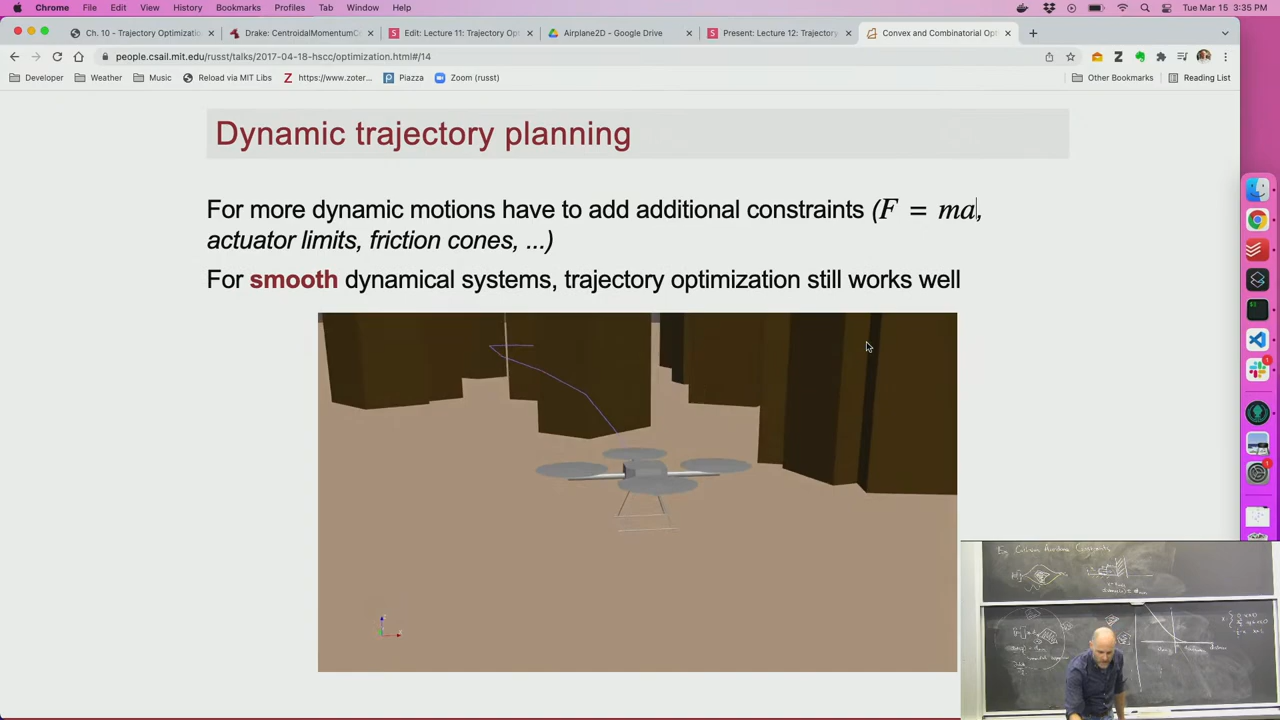 Chrome File Edit View History Bookmarks Profiles Tab Window Help Tue Mar 15 3:35 PM
Ch. 10 - Trajectory Optimizatio Drake: CentroidalMomentumCo Edit: Lecture 11: Trajectory Opt Airplane2D - Google Drive Present: Lecture 12: Trajectory Convex and Combinatorial Opt
people.csail.mit.edu/russt/talks/2017-04-18-hscc/optimization.html#/14
Developer Weather Music Reload via MIT Libs https://www.zoter... Piazza Zoom (russt) Other Bookmarks Reading List
Dynamic trajectory planning
For more dynamic motions have to add additional constraints (F = ma,
actuator limits, friction cones, ...)
For smooth dynamical systems, trajectory optimization still works well